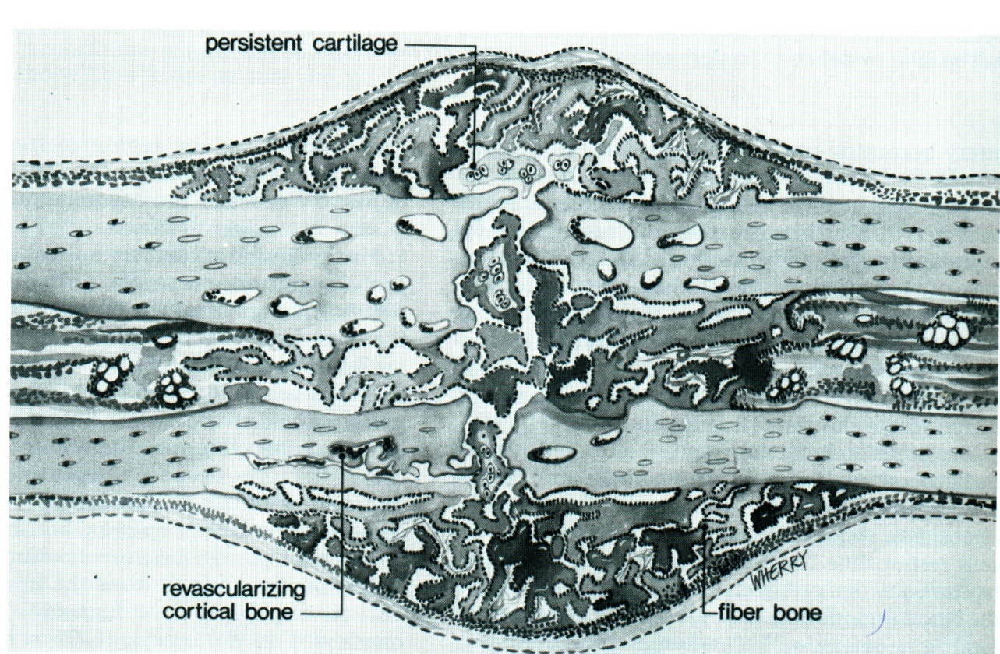 persistent cartilage
revascularizing
cortical bone
WHERRY
fiber bone